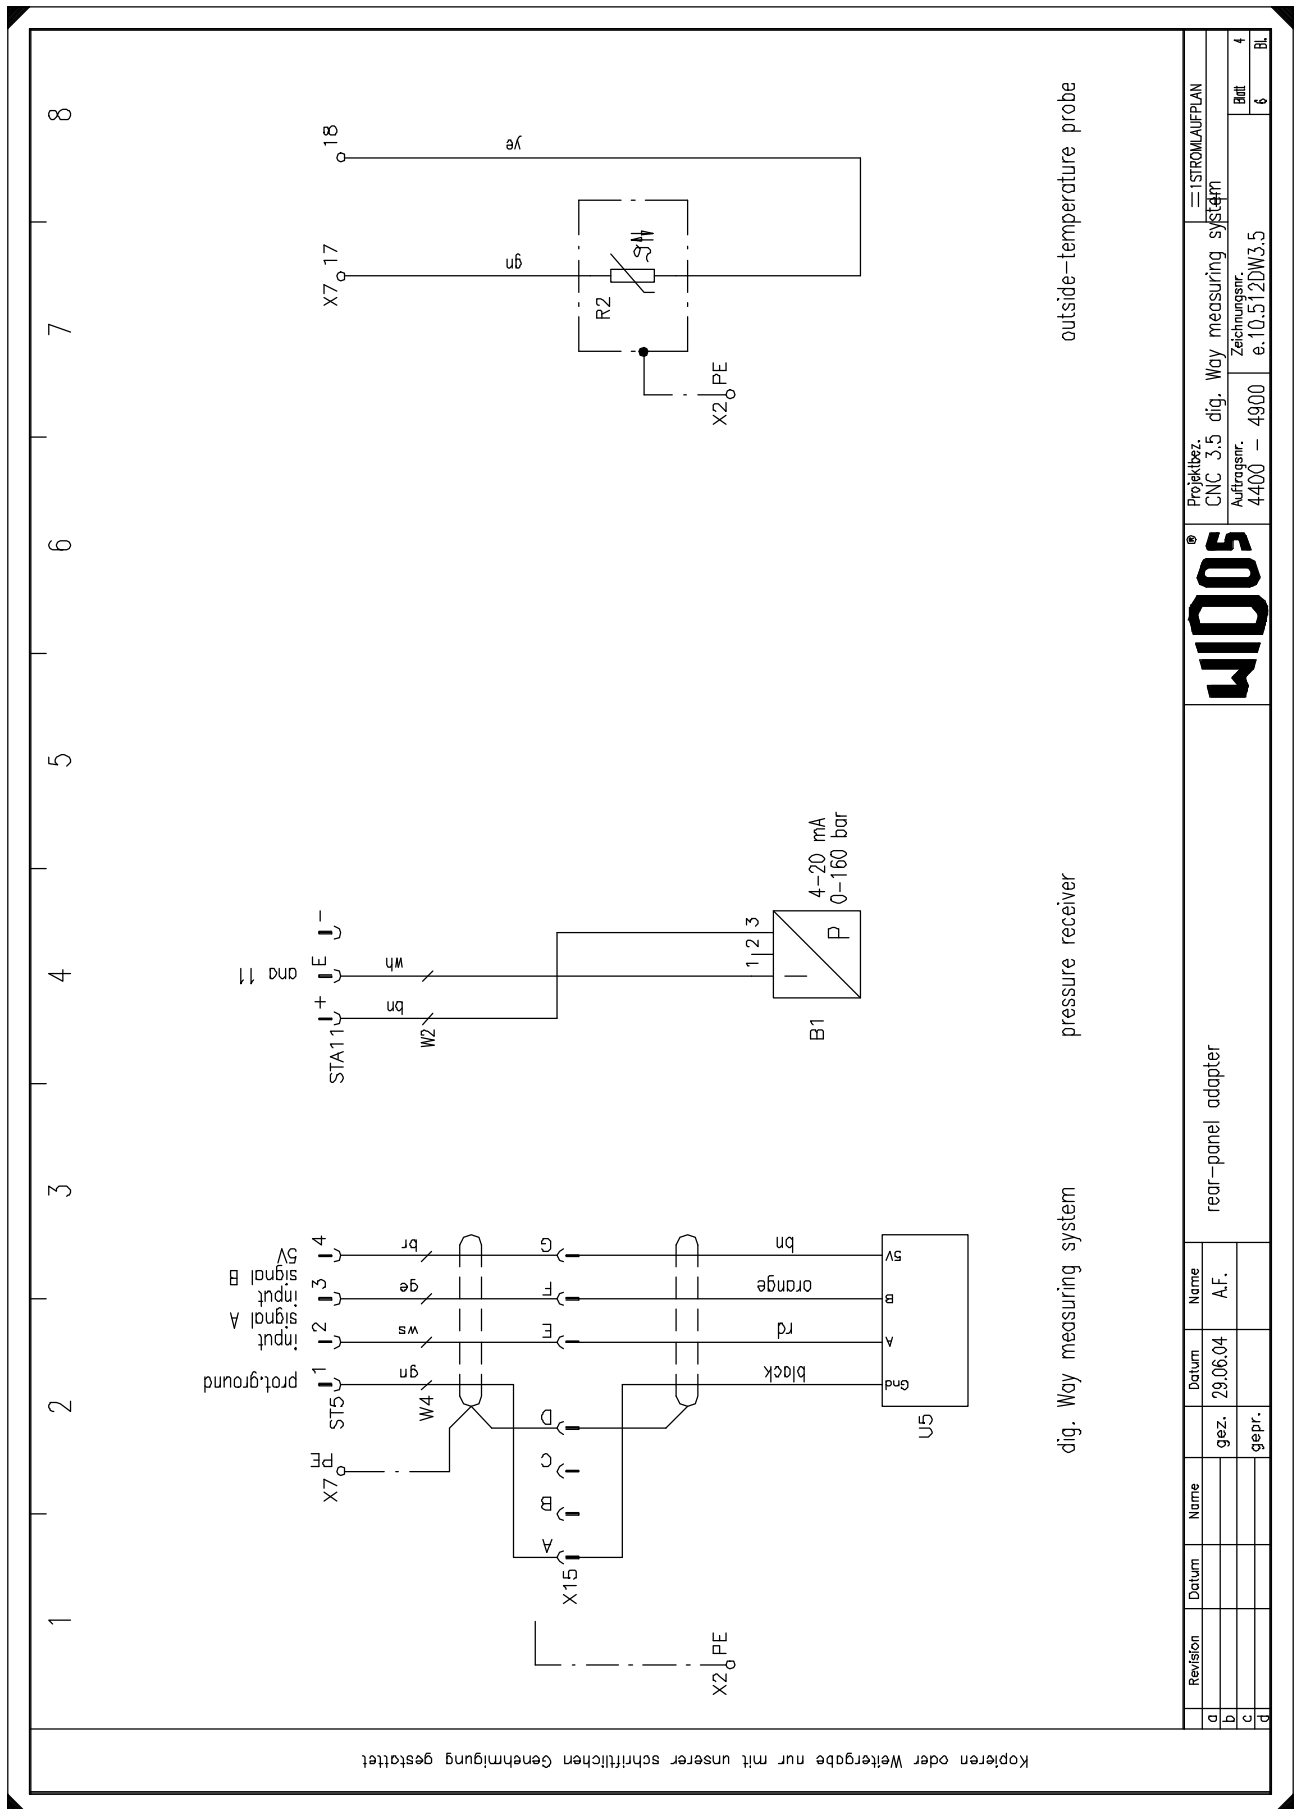 1 2 3 4 5 6 7 8
prot.ground
input
signal A
input
signal B
5V
X7 PE
ST5 1 2 3 4
W4 gn ws ge br
X15 A B C D E F G
black rd orange bn
Gnd A B 5V
U5
X2 PE
dig. Way measuring system
ana 11
STA11 + E -
W2 bn wh
1 2 3
I P
B1
4-20 mA
0-160 bar
pressure receiver
X7 17 18
gn ye
R2
ϑ
X2 PE
outside-temperature probe
Kopieren oder Weitergabe nur mit unserer schriftlichen Genehmigung gestattet
Revision Datum Name
a
b
c
d
Datum Name
gez. 29.06.04 A.F.
gepr.
rear-panel adapter
WIDOS ®
Projektbez.
CNC 3.5 dig. Way measuring system
=1STROMLAUFPLAN
Auftragsnr.
4400 - 4900
Zeichnungsnr.
e.10.512DW3.5
Blatt 4
6 Bl.